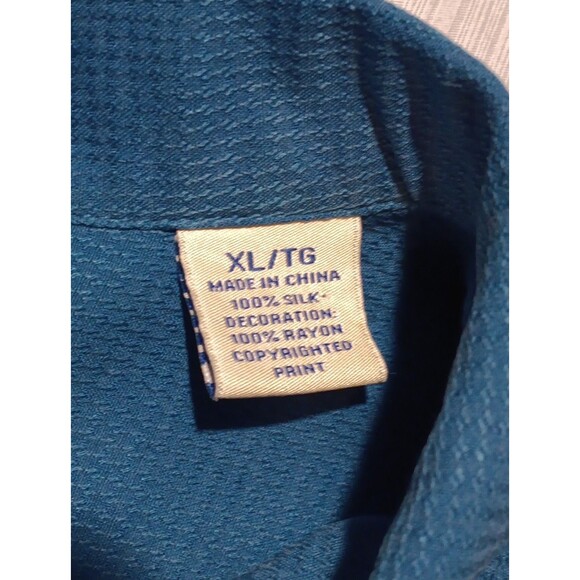 XL/TG
MADE IN CHINA
100% SILK-
DECORATION:
100% RAYON
COPYRIGHTED
PRINT